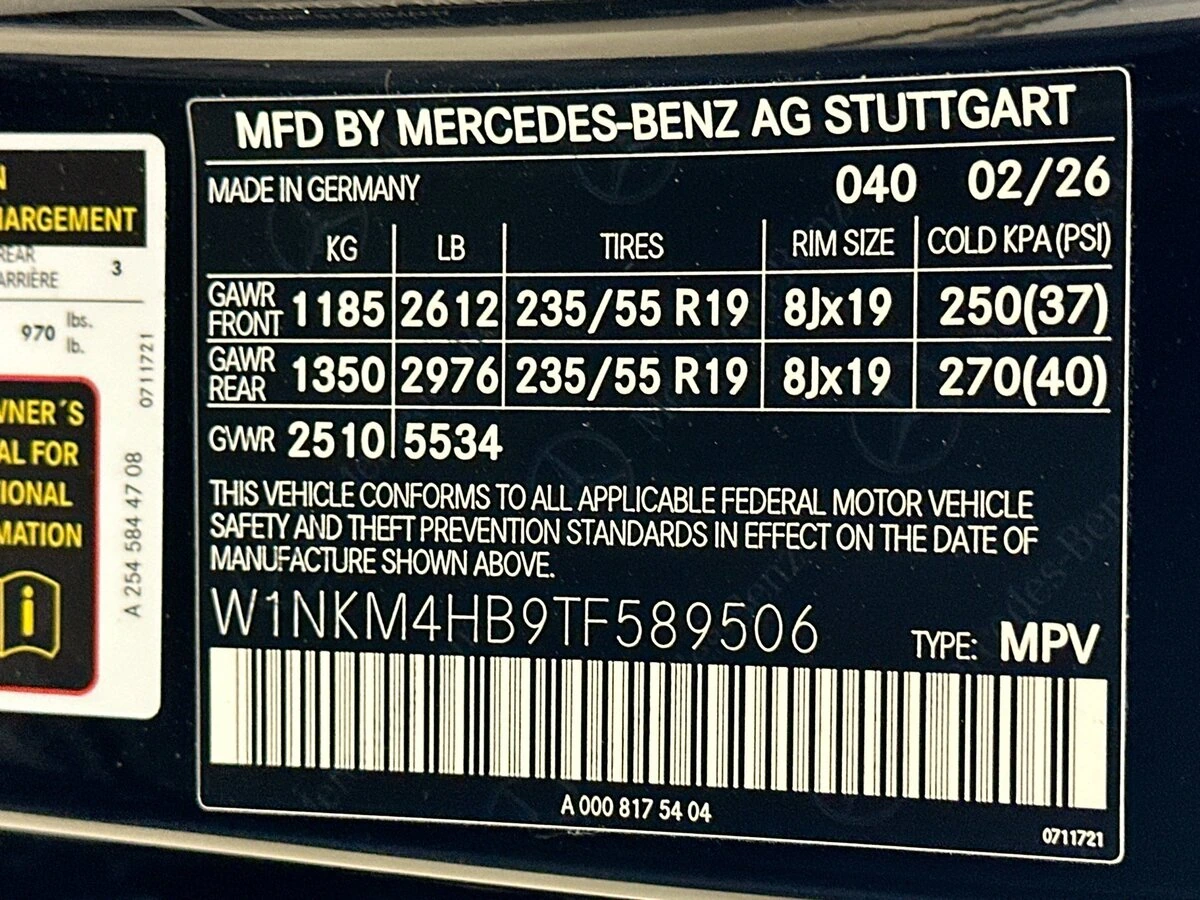 N
HARGEMENT
REAR
ARRIÈRE
3
970 lbs.
lb.
0711721
WNER´S
AL FOR
TIONAL
MATION
i
A 254 584 47 08
MFD BY MERCEDES-BENZ AG STUTTGART
MADE IN GERMANY 040 02/26
KG LB TIRES RIM SIZE COLD KPA (PSI)
GAWR FRONT 1185 2612 235/55 R19 8Jx19 250(37)
GAWR REAR 1350 2976 235/55 R19 8Jx19 270(40)
GVWR 2510 5534
THIS VEHICLE CONFORMS TO ALL APPLICABLE FEDERAL MOTOR VEHICLE
SAFETY AND THEFT PREVENTION STANDARDS IN EFFECT ON THE DATE OF
MANUFACTURE SHOWN ABOVE.
W1NKM4HB9TF589506 TYPE: MPV
A 000 817 54 04
0711721